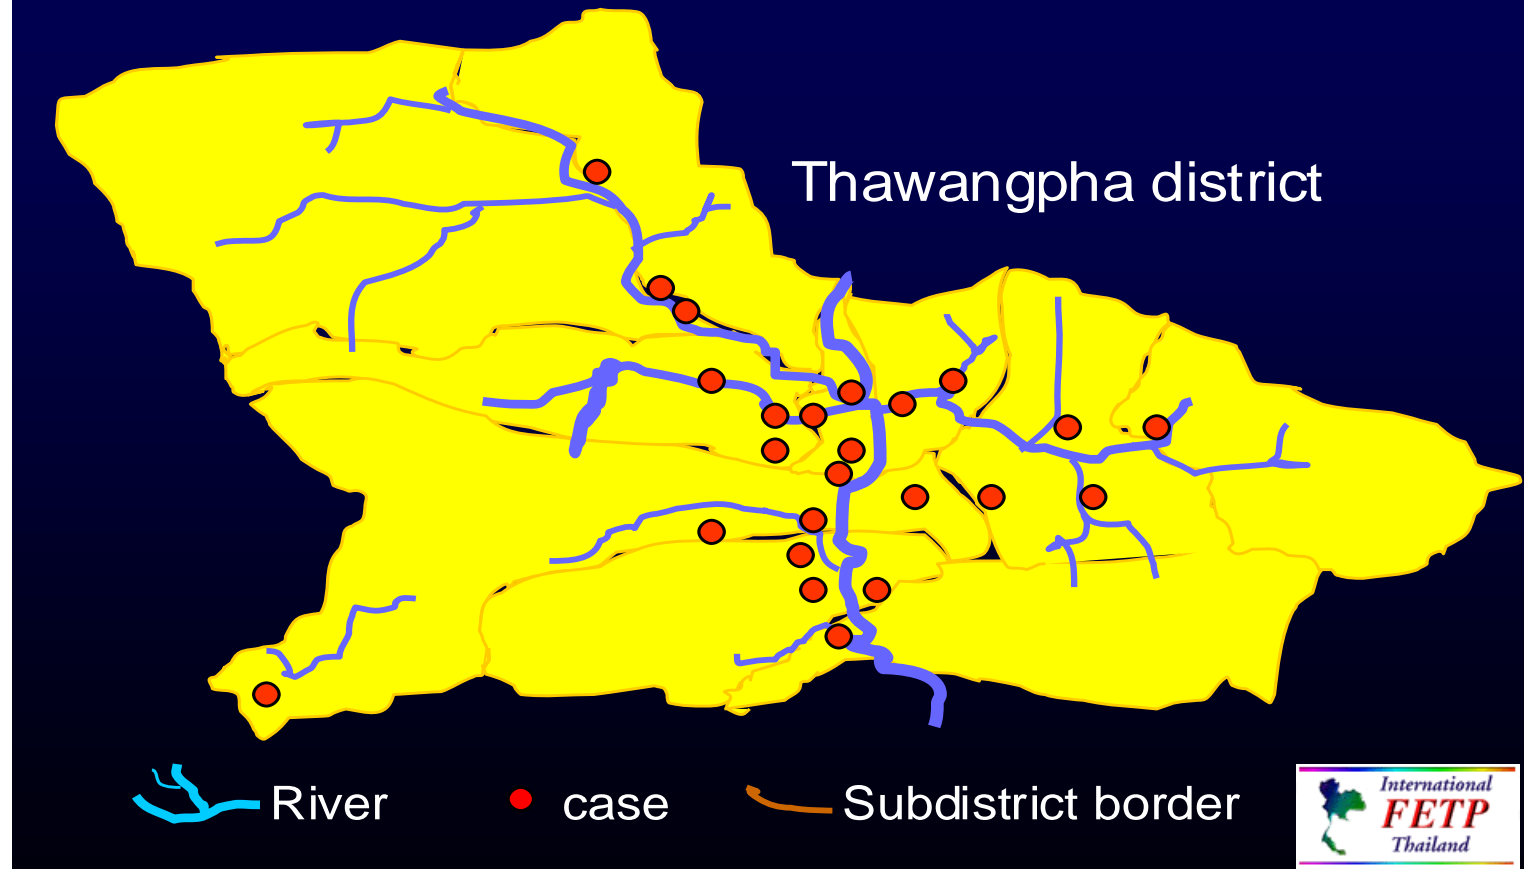 Thawangpha district
River
case
Subdistrict border
International
FETP
Thailand